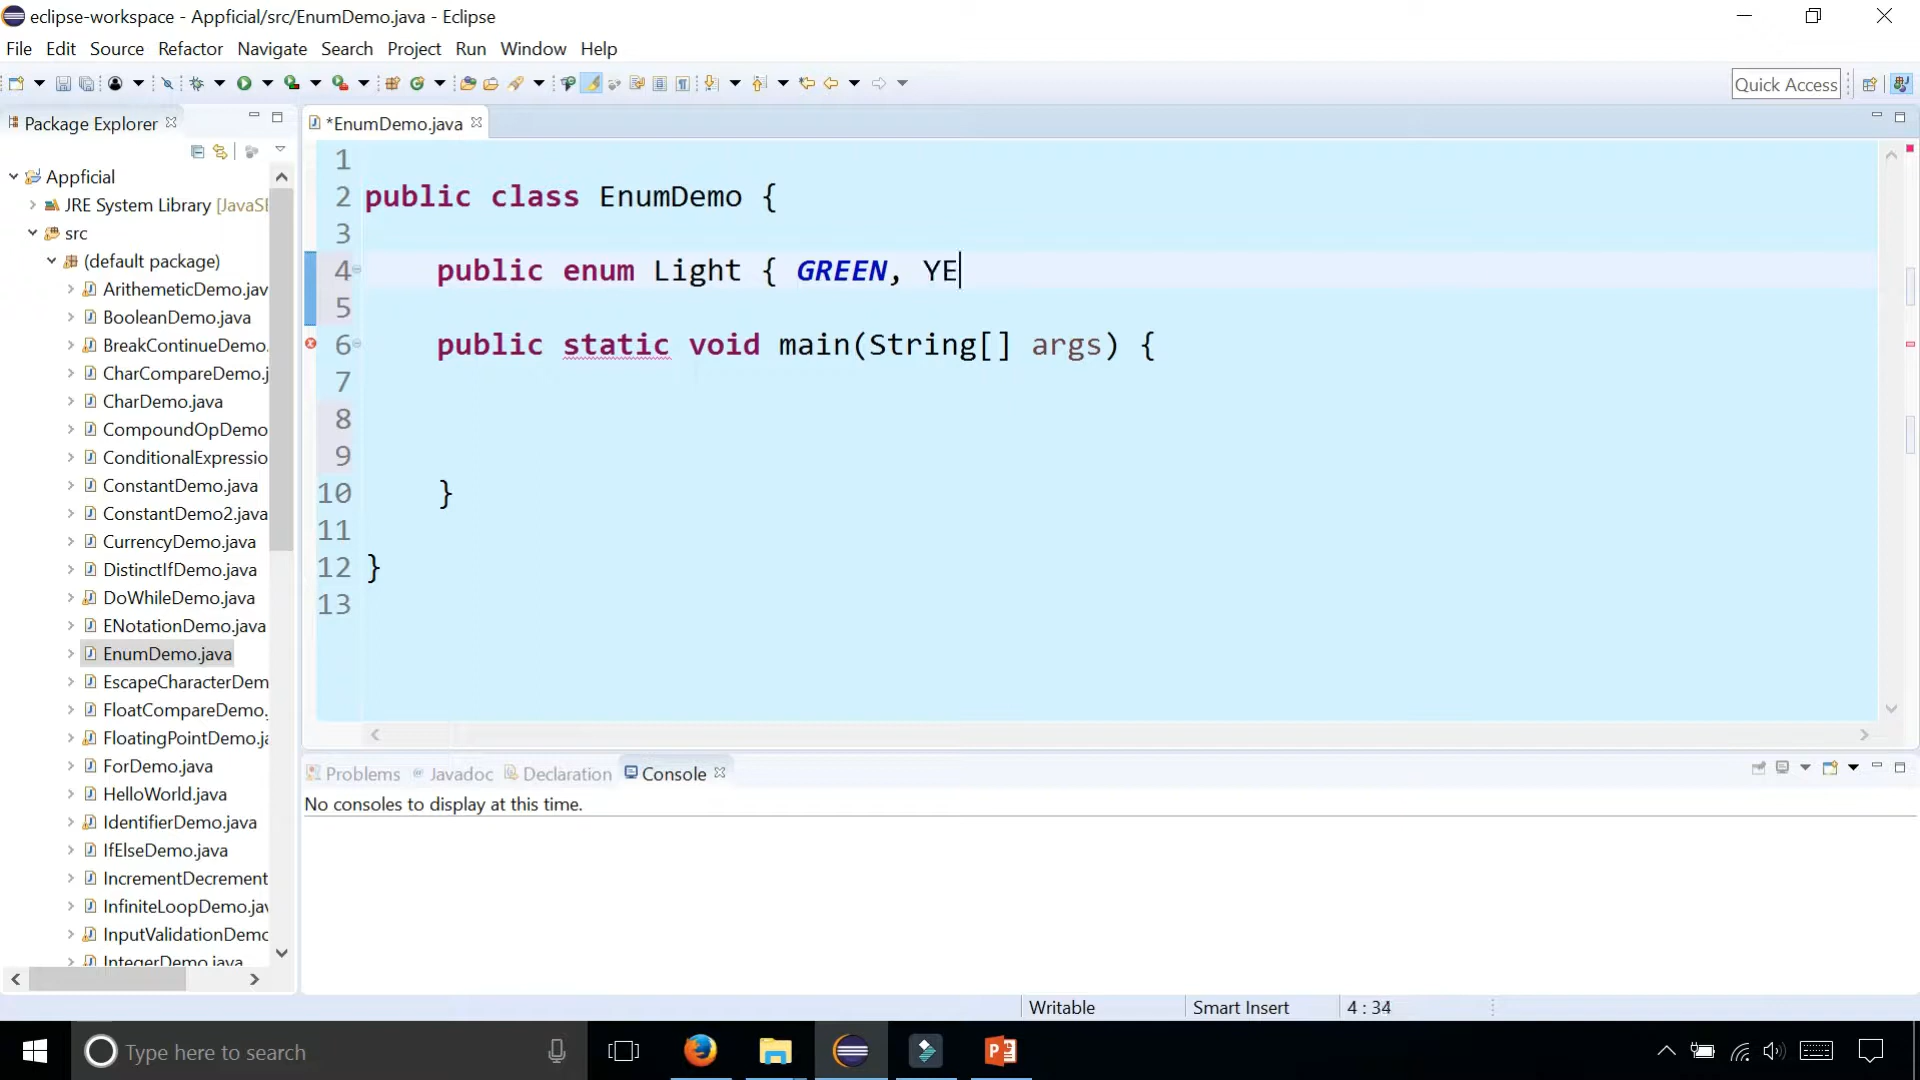 eclipse-workspace - Appficial/src/EnumDemo.java - Eclipse
File Edit Source Refactor Navigate Search Project Run Window Help
Quick Access
Package Explorer
*EnumDemo.java
Appficial
JRE System Library [JavaSE
src
(default package)
ArithemeticDemo.jav
BooleanDemo.java
BreakContinueDemo.
CharCompareDemo.j
CharDemo.java
CompoundOpDemo
ConditionalExpressio
ConstantDemo.java
ConstantDemo2.java
CurrencyDemo.java
DistinctIfDemo.java
DoWhileDemo.java
ENotationDemo.java
EnumDemo.java
EscapeCharacterDem
FloatCompareDemo.
FloatingPointDemo.ja
ForDemo.java
HelloWorld.java
IdentifierDemo.java
IfElseDemo.java
IncrementDecrement
InfiniteLoopDemo.jav
InputValidationDemo
IntegerDemo.java
1
2 public class EnumDemo {
3
4 public enum Light { GREEN, YE
5
6 public static void main(String[] args) {
7
8
9
10 }
11
12 }
13
Problems Javadoc Declaration Console
No consoles to display at this time.
Writable Smart Insert 4 : 34
Type here to search